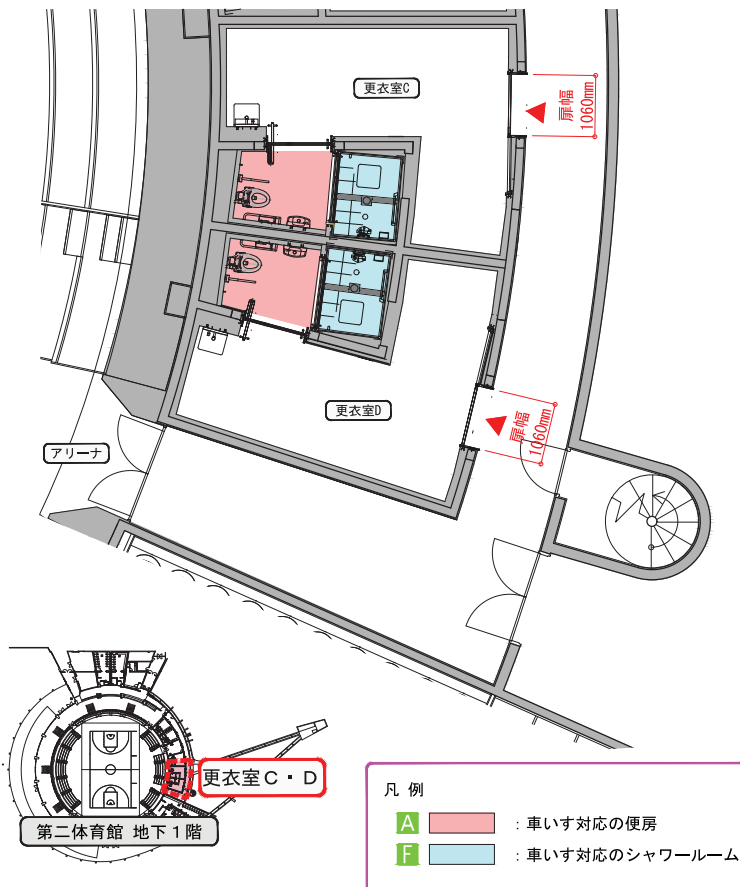 更衣室C
扉幅
1060mm
更衣室D
扉幅
1060mm
アリーナ
更衣室C・D
第二体育館 地下1階
凡 例
A :車いす対応の便房
F :車いす対応のシャワールーム